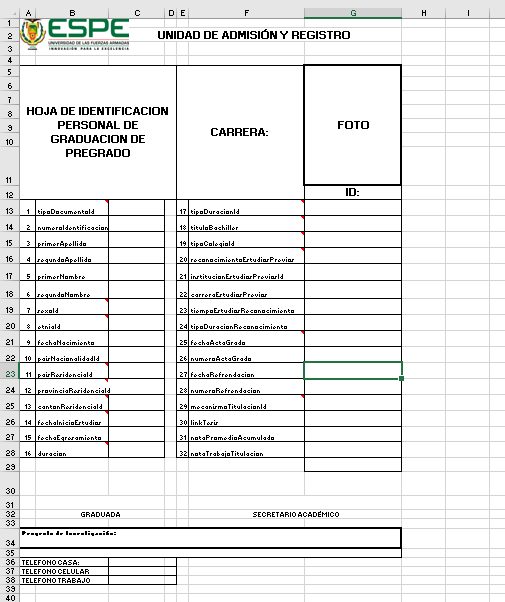 A B C D E F G H I
1
ESPE
UNIVERSIDAD DE LAS FUERZAS ARMADAS
INNOVACIÓN PARA LA EXCELENCIA
2 UNIDAD DE ADMISIÓN Y REGISTRO
3
4
5
6
7
8
9
10
11
HOJA DE IDENTIFICACION
PERSONAL DE
GRADUACION DE
PREGRADO
CARRERA:
FOTO
12 ID:
13 1 tipoDocumentoId 17 tipoDuracionId
14 2 numeroIdentificacion 18 tituloBachiller
15 3 primerApellido 19 tipoColegioId
16 4 segundoApellido 20 reconocimientoEstudiosPrevios
17 5 primerNombre 21 institucionEstudiosPreviosId
18 6 segundoNombre 22 carreraEstudiosPrevios
19 7 sexoId 23 tiempoEstudiosReconocimiento
20 8 etniaId 24 tipoDuracionReconocimiento
21 9 fechaNacimiento 25 fechaActaGrado
22 10 paisNacionalidadId 26 numeroActaGrado
23 11 paisResidenciaId 27 fechaRefrendacion
24 12 provinciaResidenciaId 28 numeroRefrendacion
25 13 cantonResidenciaId 29 mecanismoTitulacionId
26 14 fechaInicioEstudios 30 linkTesis
27 15 fechaEgresamiento 31 notaPromedioAcumulado
28 16 duracion 32 notaTrabajoTitulacion
29
30
31
32 GRADUADA SECRETARIO ACADÉMICO
33
34 Proyecto de Investigación:
35
36 TELEFONO CASA:
37 TELEFONO CELULAR
38 TELEFONO TRABAJO
39
40